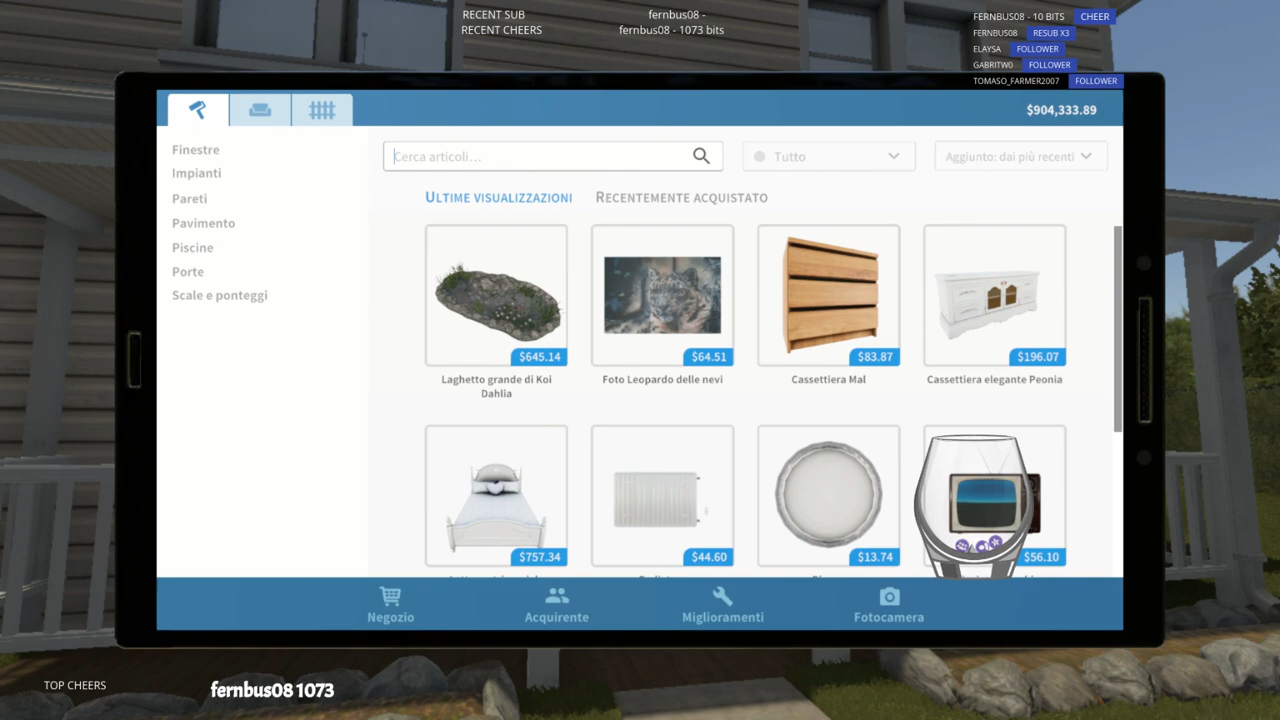 RECENT SUB
fernbus08 -
RECENT CHEERS
fernbus08 - 1073 bits
FERNBUS08 - 10 BITS CHEER
FERNBUS08 RESUB X3
ELAYSA FOLLOWER
GABRITW0 FOLLOWER
TOMASO_FARMER2007 FOLLOWER
$904,333.89
Finestre
Impianti
Pareti
Pavimento
Piscine
Porte
Scale e ponteggi
Cerca articoli...
Tutto
Aggiunto: dai più recenti
ULTIME VISUALIZZAZIONI
RECENTEMENTE ACQUISTATO
$645.14
Laghetto grande di Koi
Dahlia
$64.51
Foto Leopardo delle nevi
$83.87
Cassettiera Mal
$196.07
Cassettiera elegante Peonia
$757.34
$44.60
$13.74
$56.10
Negozio
Acquirente
Miglioramenti
Fotocamera
TOP CHEERS
fernbus08 1073